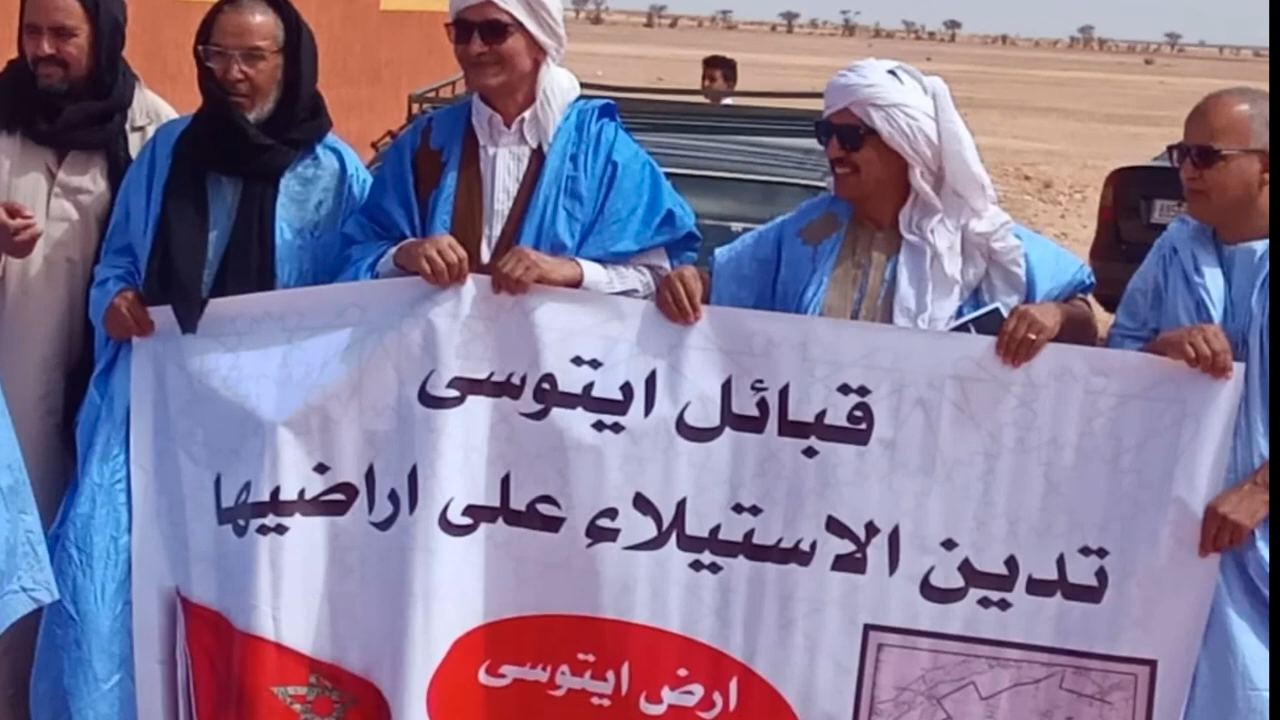 قبائل ايتوسى
تدين الاستيلاء على اراضيها
ارض ايتوسى